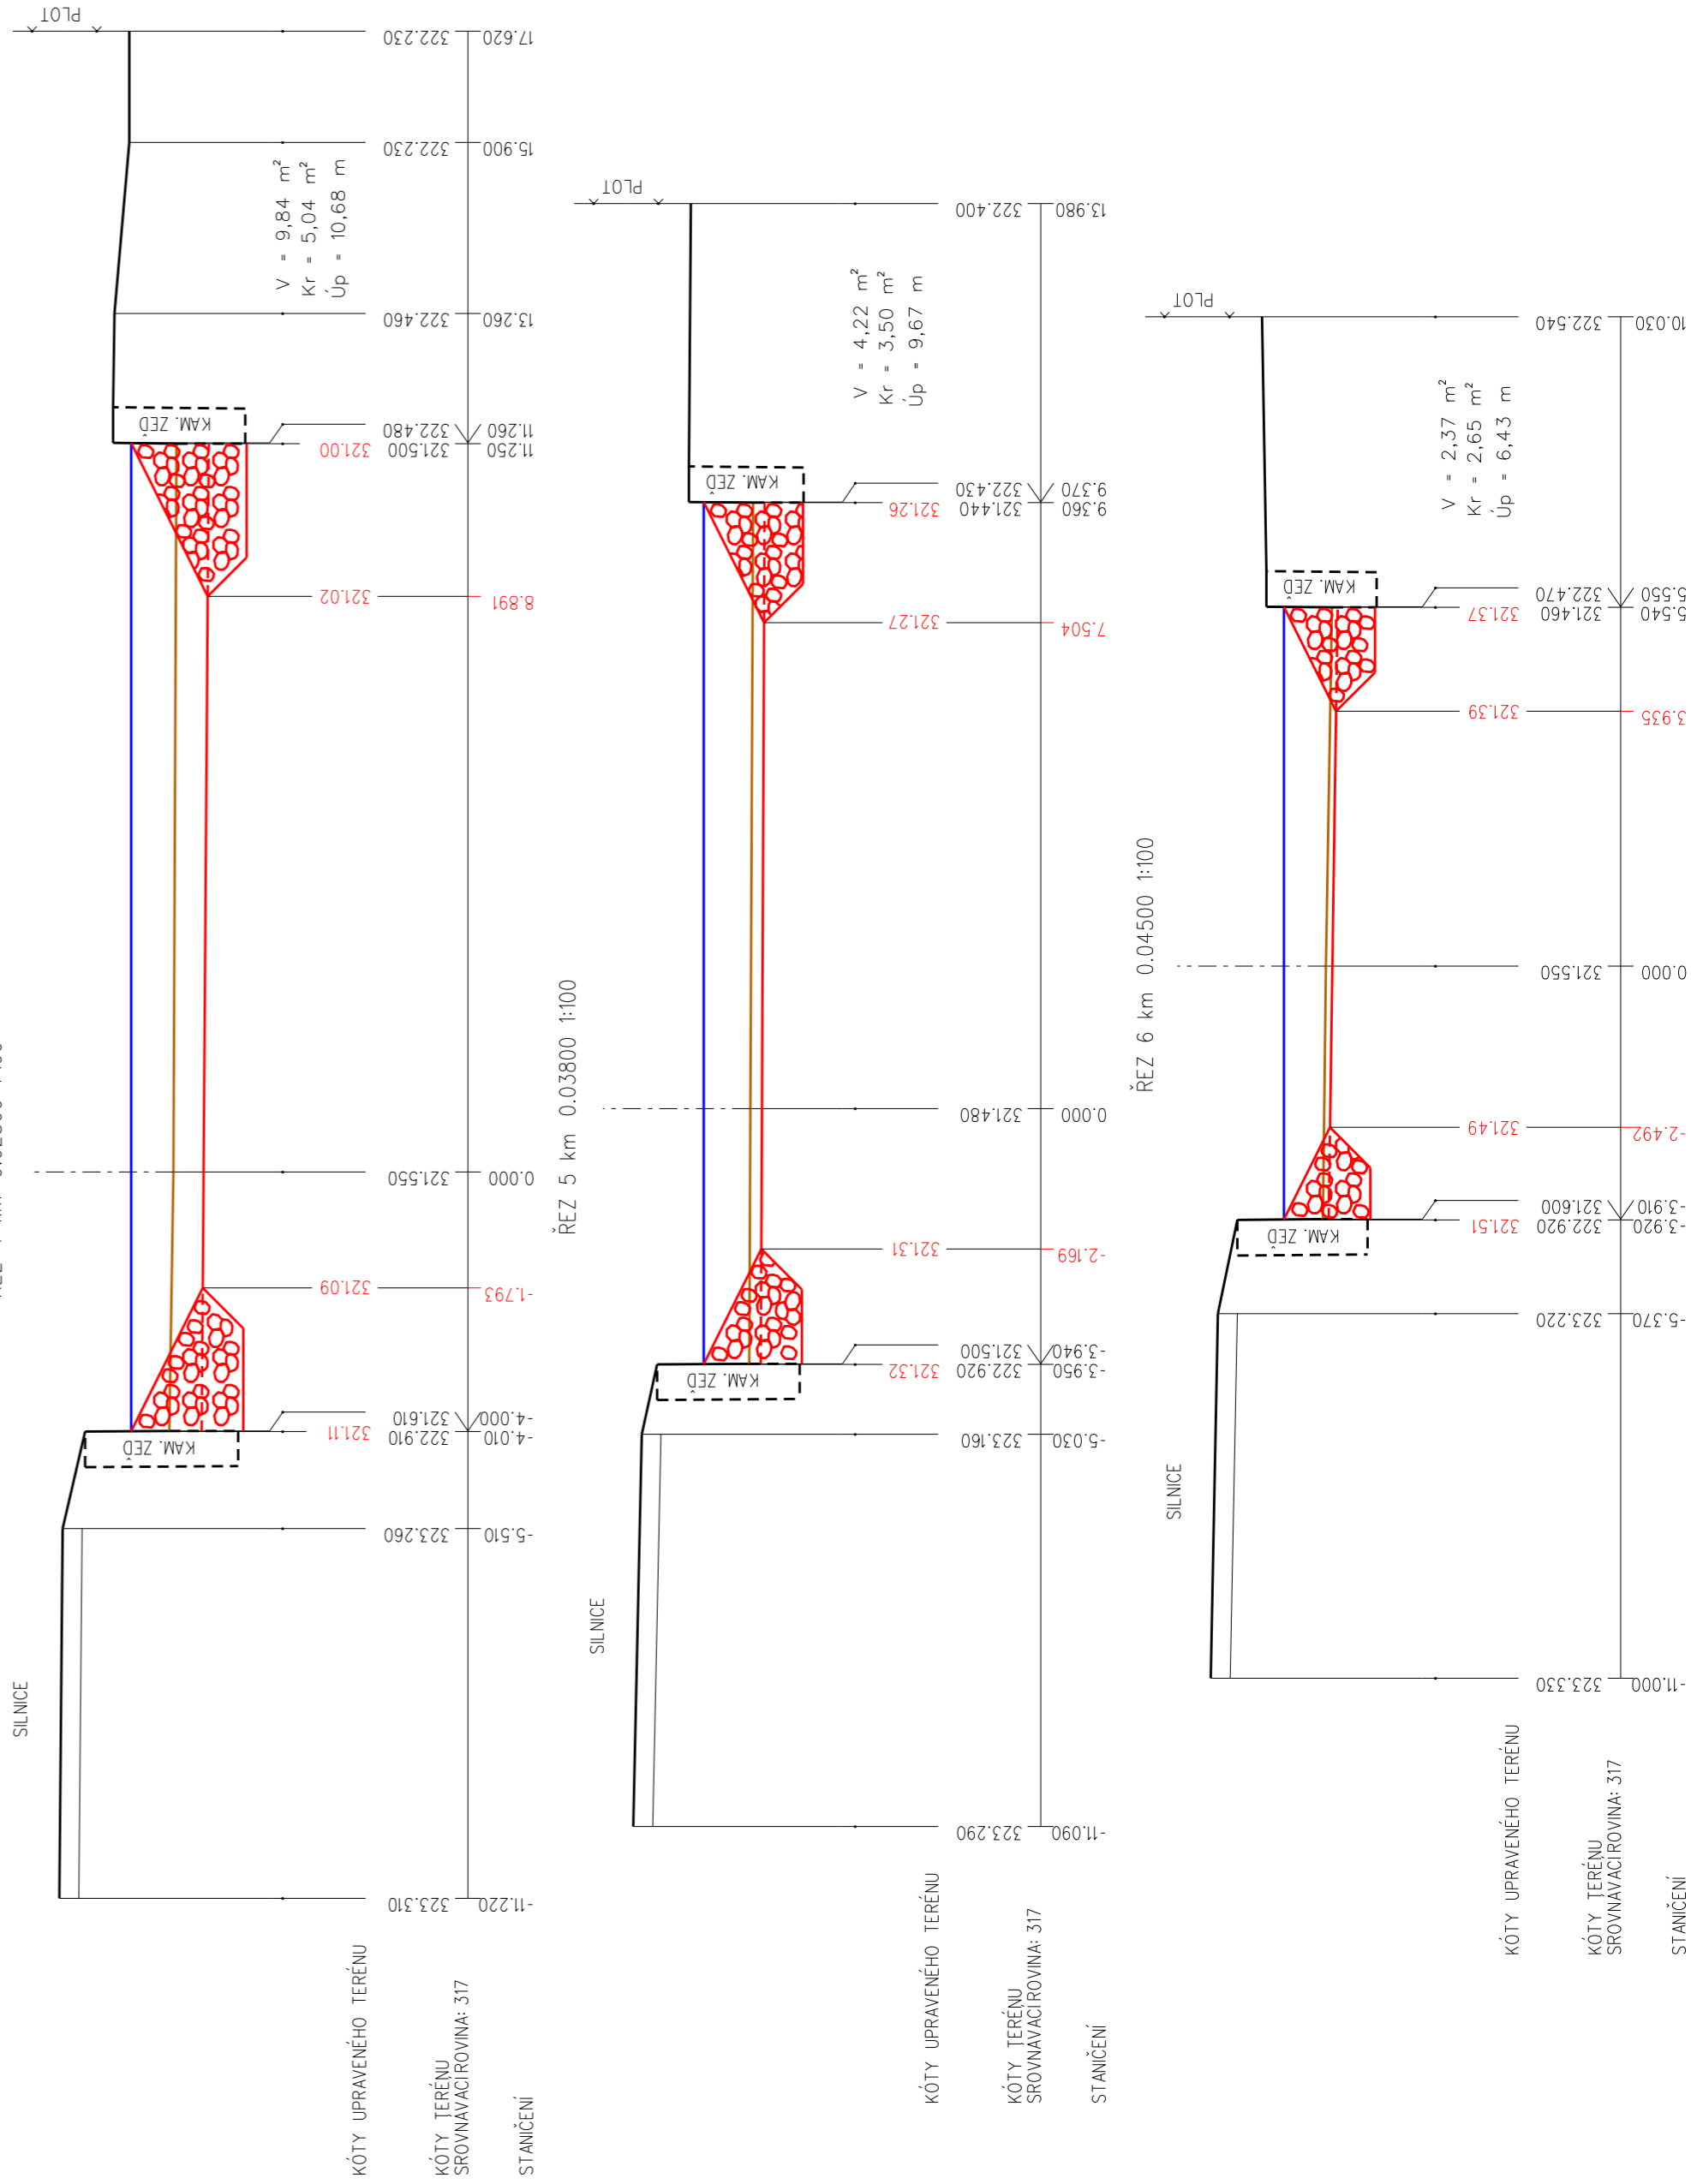 SILNICE
PLOT
KAM. ZEĎ
KAM. ZEĎ
V = 9,84 m²
Kr = 5,04 m²
Úp = 10,68 m
KÓTY UPRAVENÉHO TERÉNU
321.11
321.09
321.02
321.00
KÓTY TERÉNU
323.310
323.260
322.910
321.610
321.550
321.500
322.480
322.460
322.230
322.230
SROVNÁVACÍ ROVINA: 317
STANIČENÍ
-11.220
-5.510
-4.010
-4.000
-1.793
0.000
8.891
11.250
11.260
13.260
15.900
17.620
ŘEZ 5 km 0.03800 1:100
SILNICE
PLOT
KAM. ZEĎ
KAM. ZEĎ
V = 4,22 m²
Kr = 3,50 m²
Úp = 9,67 m
KÓTY UPRAVENÉHO TERÉNU
321.32
321.31
321.27
321.26
KÓTY TERÉNU
323.290
323.160
322.920
321.500
321.480
321.440
322.430
322.400
SROVNÁVACÍ ROVINA: 317
STANIČENÍ
-11.090
-5.030
-3.950
-3.940
-2.169
0.000
7.504
9.360
9.370
13.980
ŘEZ 6 km 0.04500 1:100
SILNICE
PLOT
KAM. ZEĎ
KAM. ZEĎ
V = 2,37 m²
Kr = 2,65 m²
Úp = 6,43 m
KÓTY UPRAVENÉHO TERÉNU
321.51
321.49
321.39
321.37
KÓTY TERÉNU
323.330
323.220
322.920
321.600
321.550
321.460
322.470
322.540
SROVNÁVACÍ ROVINA: 317
STANIČENÍ
-11.000
-5.370
-3.920
-3.910
-2.492
0.000
3.935
5.540
5.550
10.030